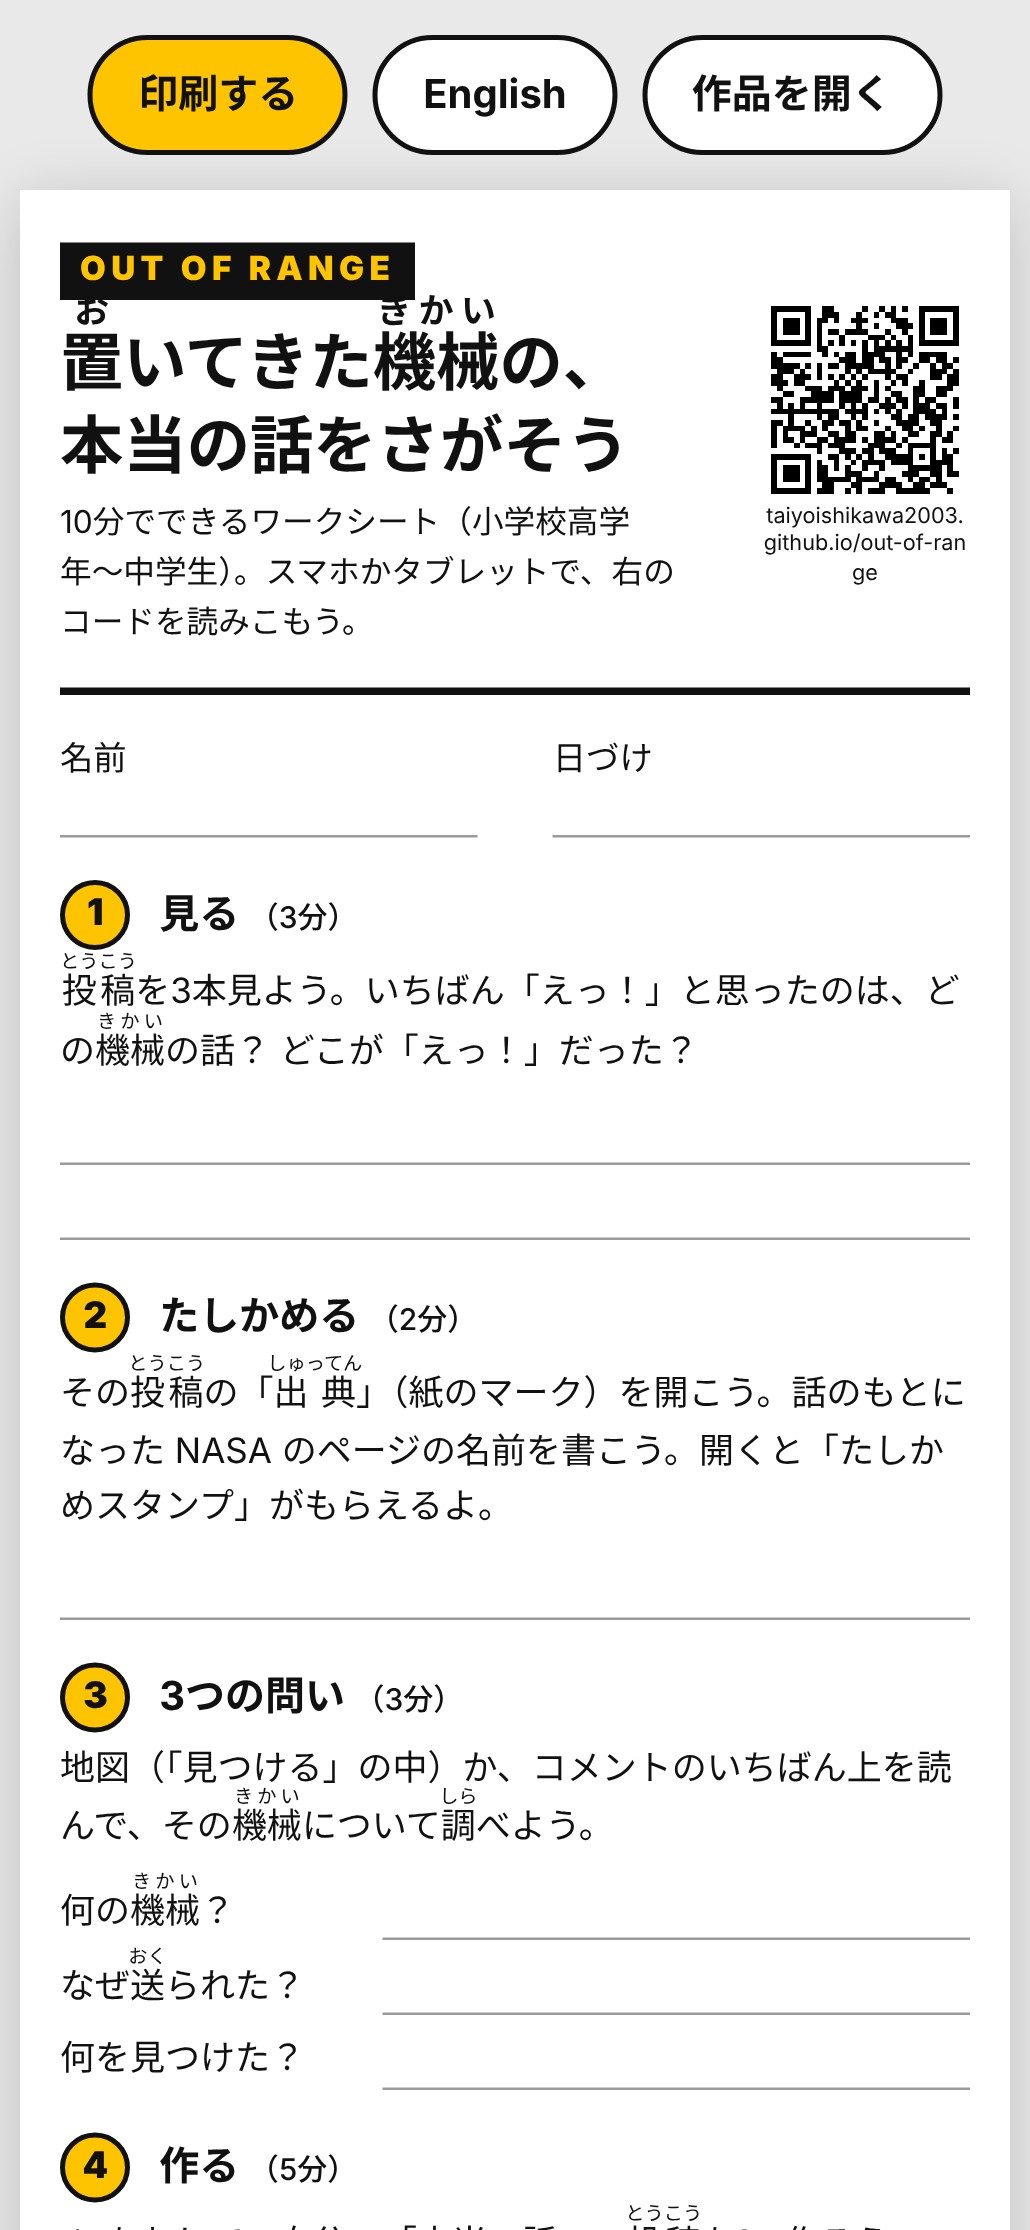 印刷する
English
作品を開く
OUT OF RANGE
お きかい
置いてきた機械の、
本当の話をさがそう
10分でできるワークシート（小学校高学
年〜中学生）。スマホかタブレットで、右の
コードを読みこもう。
taiyoishikawa2003.
github.io/out-of-ran
ge
名前
日づけ
1 見る （3分）
とうこう
投稿を3本見よう。いちばん「えっ！」と思ったのは、ど
きかい
の機械の話？ どこが「えっ！」だった？
2 たしかめる （2分）
とうこう しゅってん
その投稿の「出典」（紙のマーク）を開こう。話のもとに
なった NASA のページの名前を書こう。開くと「たしか
めスタンプ」がもらえるよ。
3 3つの問い （3分）
地図（「見つける」の中）か、コメントのいちばん上を読
きかい しら
んで、その機械について調べよう。
きかい
何の機械？
おく
なぜ送られた？
何を見つけた？
4 作る （5分）
とうこう